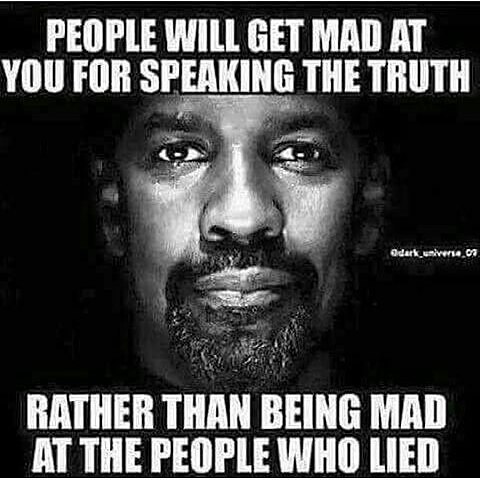 PEOPLE WILL GET MAD AT
YOU FOR SPEAKING THE TRUTH
@dark_universe_09
RATHER THAN BEING MAD
AT THE PEOPLE WHO LIED